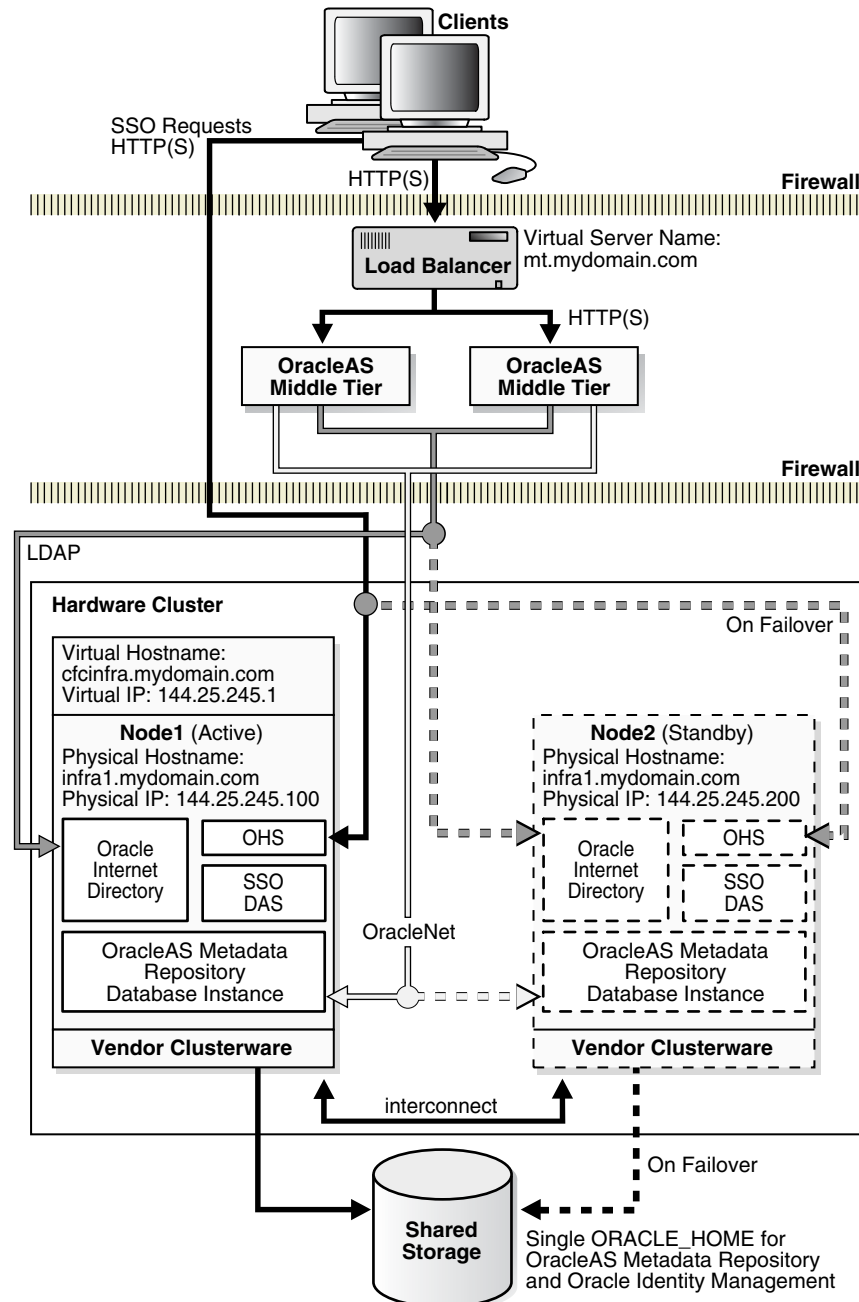 Clients
SSO Requests
HTTP(S)
HTTP(S)
Firewall
Virtual Server Name:
mt.mydomain.com
Load Balancer
HTTP(S)
OracleAS
Middle Tier
OracleAS
Middle Tier
Firewall
LDAP
Hardware Cluster
On Failover
Virtual Hostname:
cfcinfra.mydomain.com
Virtual IP: 144.25.245.1
Node1 (Active)
Physical Hostname:
infra1.mydomain.com
Physical IP: 144.25.245.100
Oracle
Internet
Directory
OHS
SSO
DAS
OracleAS Metadata
Repository
Database Instance
Vendor Clusterware
OracleNet
Node2 (Standby)
Physical Hostname:
infra1.mydomain.com
Physical IP: 144.25.245.200
Oracle
Internet
Directory
OHS
SSO
DAS
OracleAS Metadata
Repository
Database Instance
Vendor Clusterware
interconnect
On Failover
Shared
Storage
Single ORACLE_HOME for
OracleAS Metadata Repository
and Oracle Identity Management